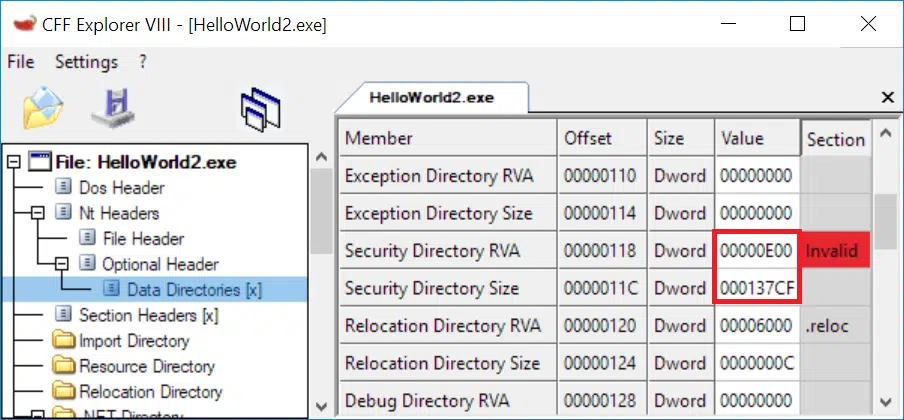 CFF Explorer VIII - [HelloWorld2.exe]
File Settings ?
HelloWorld2.exe
File: HelloWorld2.exe
Dos Header
Nt Headers
File Header
Optional Header
Data Directories [x]
Section Headers [x]
Import Directory
Resource Directory
Relocation Directory
.NET Directory
Member Offset Size Value Section
Exception Directory RVA 00000110 Dword 00000000
Exception Directory Size 00000114 Dword 00000000
Security Directory RVA 00000118 Dword 00000E00 Invalid
Security Directory Size 0000011C Dword 000137CF
Relocation Directory RVA 00000120 Dword 00006000 .reloc
Relocation Directory Size 00000124 Dword 0000000C
Debug Directory RVA 00000128 Dword 00000000